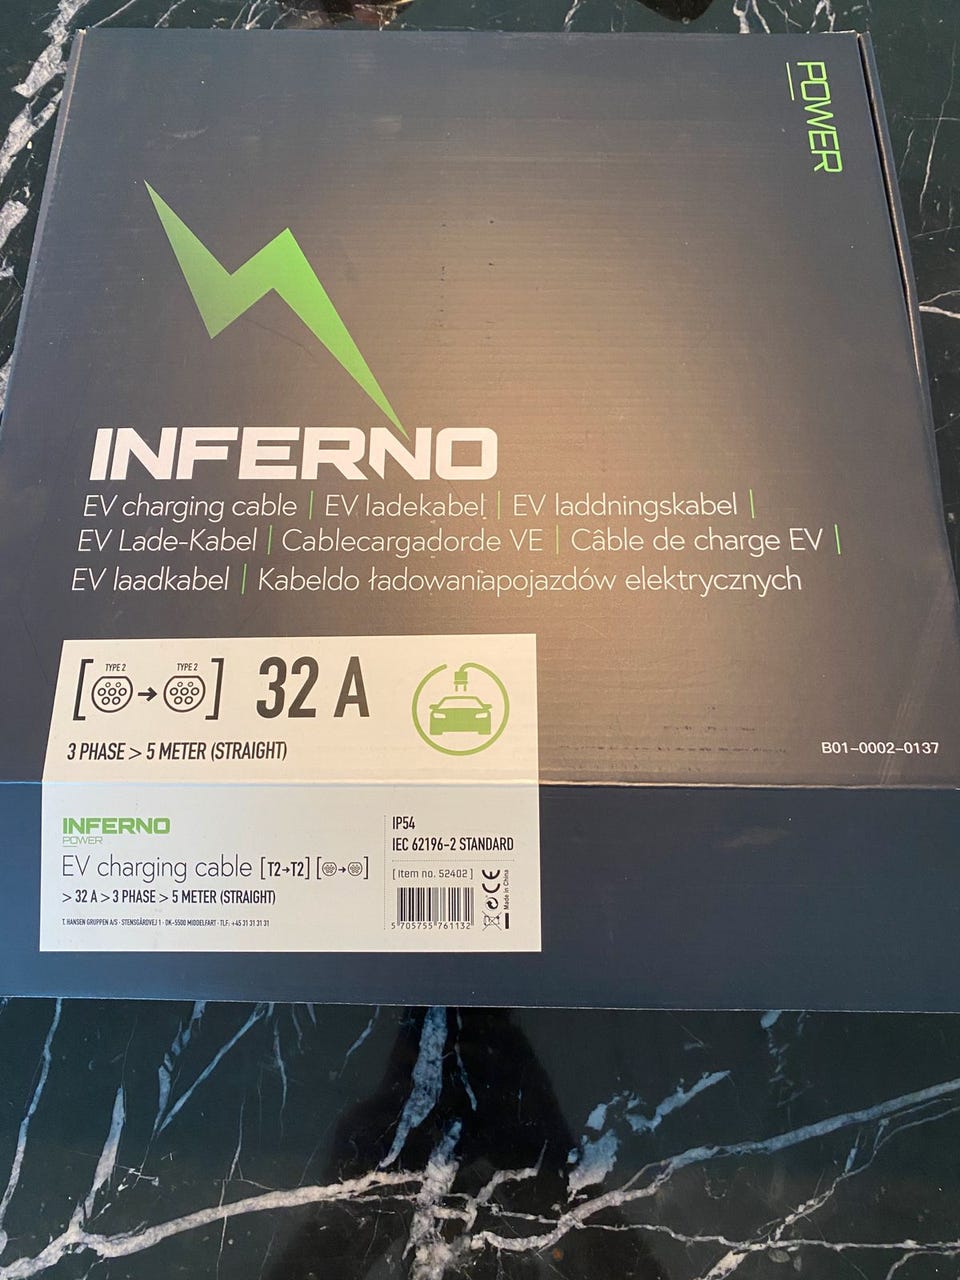 POWER
INFERNO
EV charging cable | EV ladekabel | EV laddningskabel |
EV Lade-Kabel | Cablecargadorde VE | Câble de charge EV |
EV laadkabel | Kabeldo ładowaniapojazdów elektrycznych
TYPE 2 TYPE 2
[ → ] 32 A
3 PHASE > 5 METER (STRAIGHT)
B01-0002-0137
INFERNO
POWER
EV charging cable [T2→T2] [→]
> 32 A > 3 PHASE > 5 METER (STRAIGHT)
T. HANSEN GRUPPEN A/S · STENSGÅRDVEJ 1 · DK-5500 MIDDELFART · TLF: +45 31 31 31 31
IP54
IEC 62196-2 STANDARD
[ Item no. 52402 ]
5 705755 761132
CE
Made in China